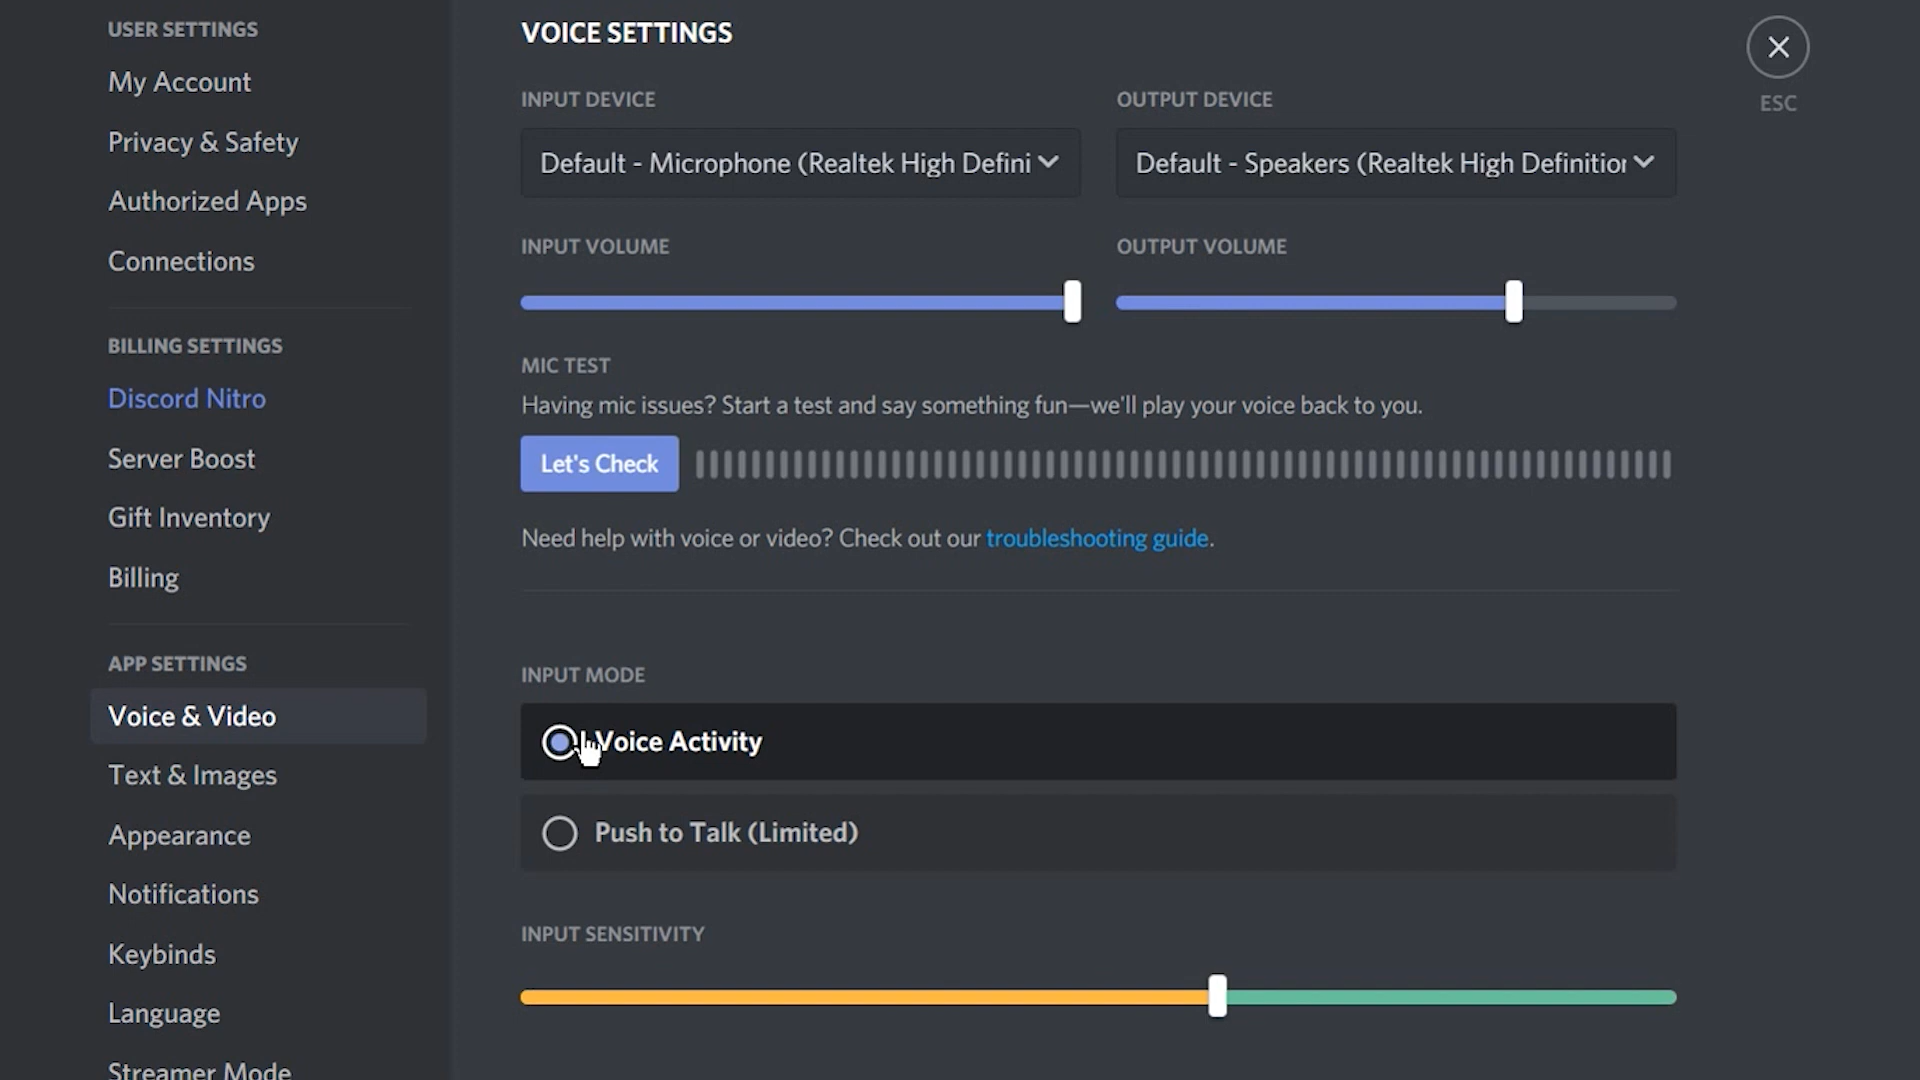 USER SETTINGS
My Account
Privacy & Safety
Authorized Apps
Connections
BILLING SETTINGS
Discord Nitro
Server Boost
Gift Inventory
Billing
APP SETTINGS
Voice & Video
Text & Images
Appearance
Notifications
Keybinds
Language
Streamer Mode
VOICE SETTINGS
INPUT DEVICE
Default - Microphone (Realtek High Defini
OUTPUT DEVICE
Default - Speakers (Realtek High Definition
INPUT VOLUME
OUTPUT VOLUME
MIC TEST
Having mic issues? Start a test and say something fun—we'll play your voice back to you.
Let's Check
Need help with voice or video? Check out our troubleshooting guide.
INPUT MODE
Voice Activity
Push to Talk (Limited)
INPUT SENSITIVITY
ESC